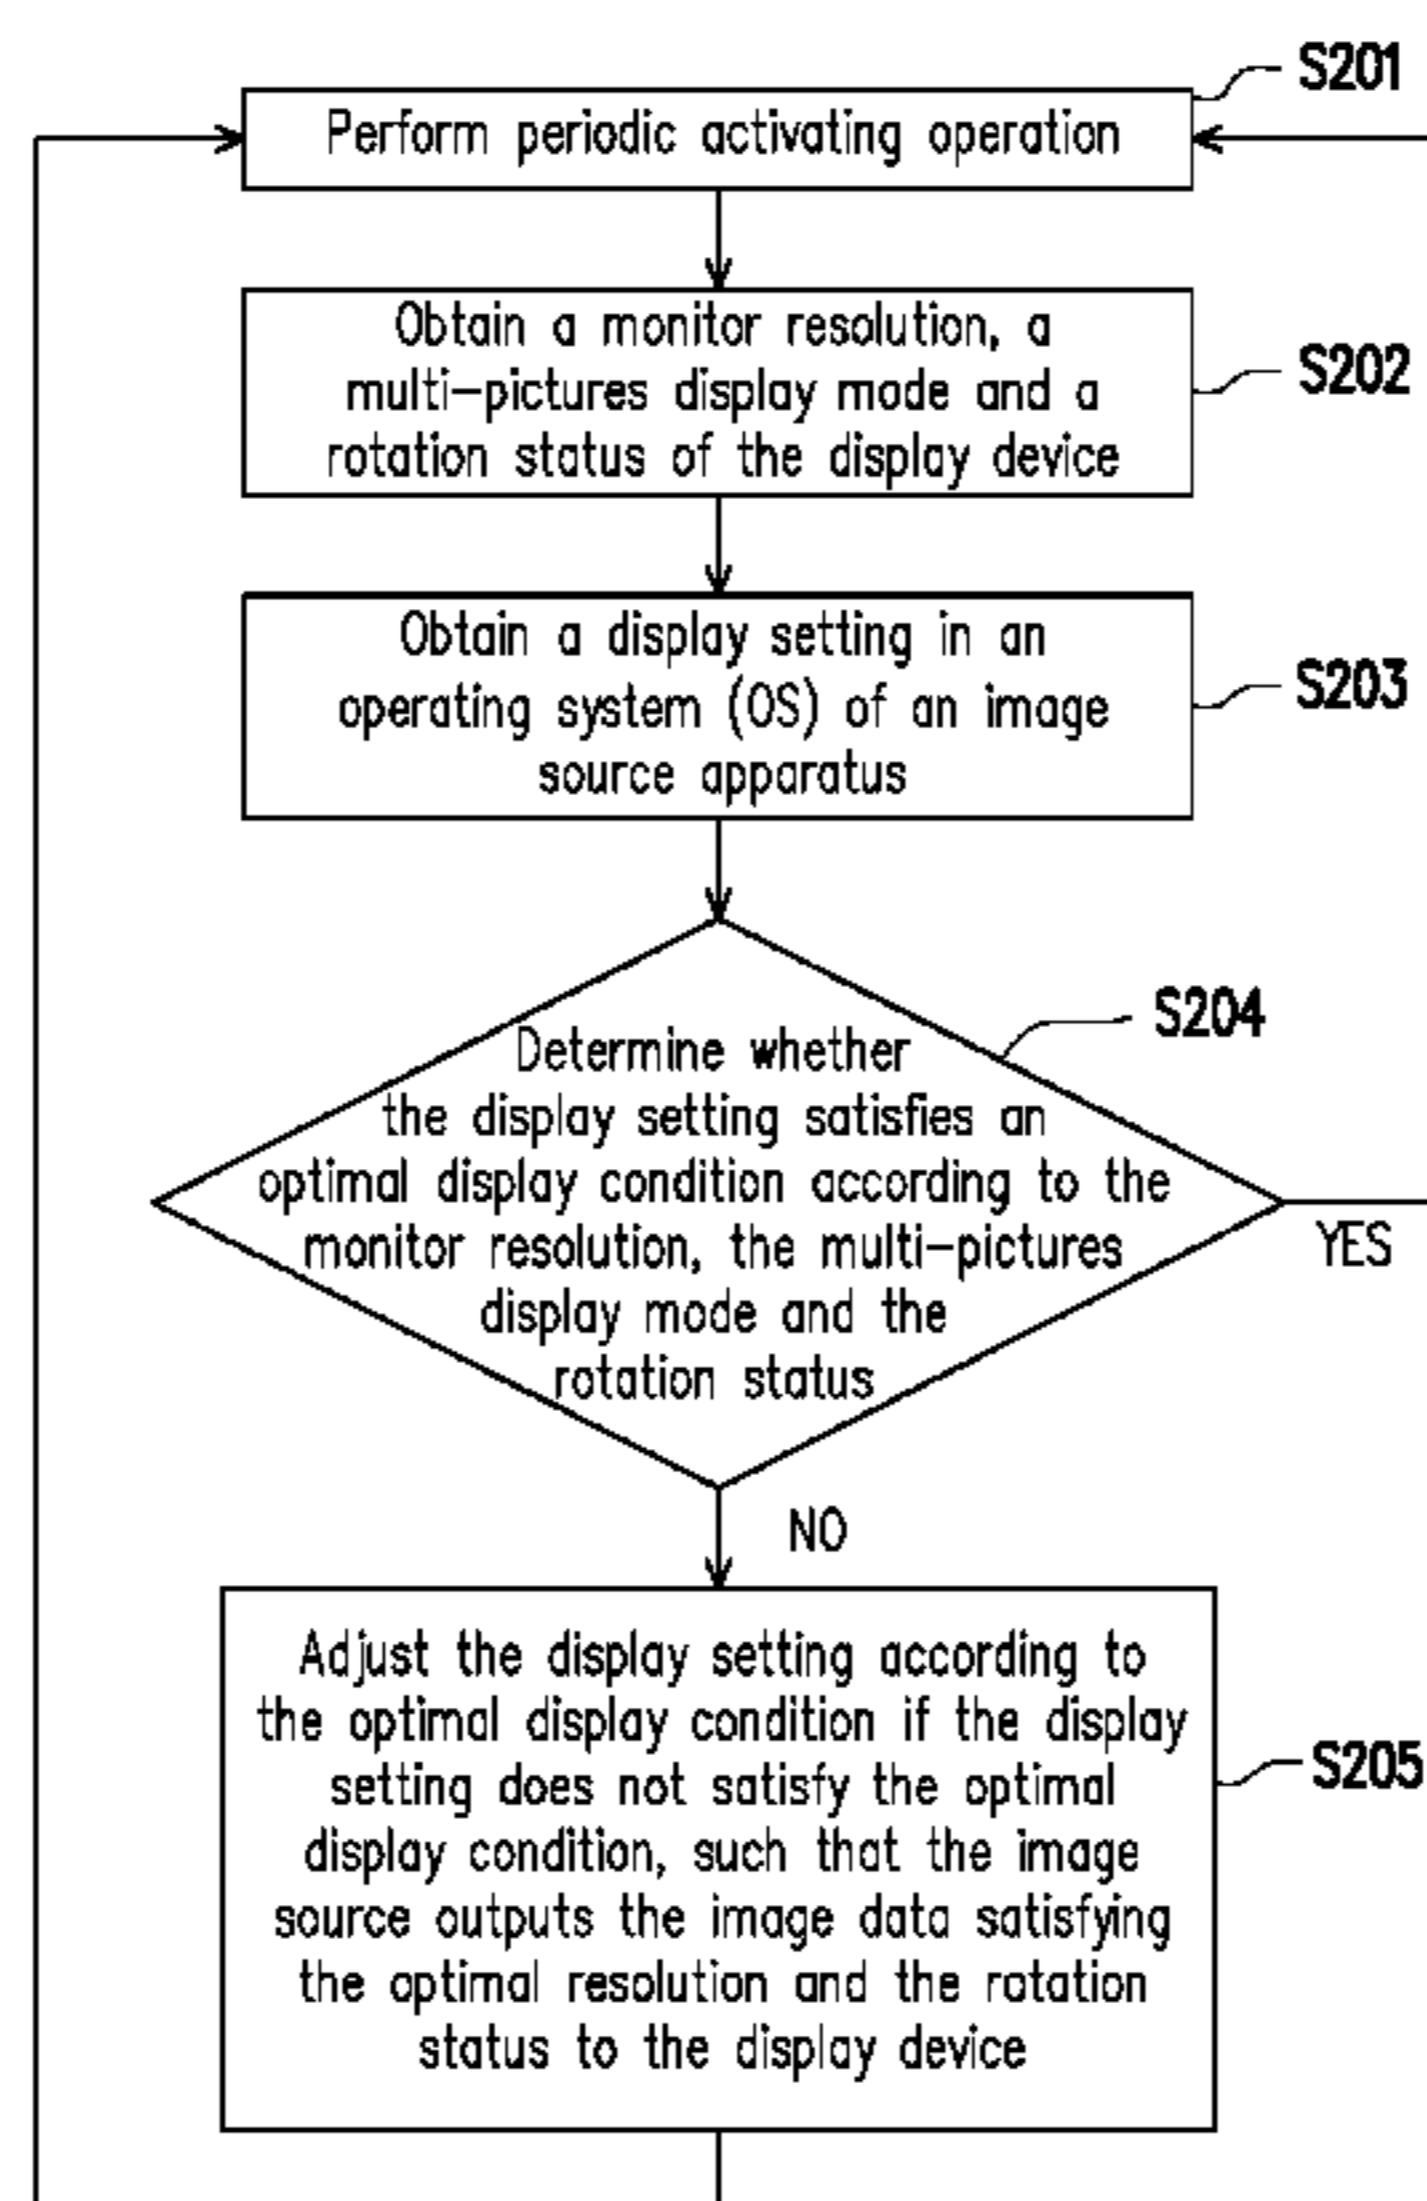 S201
Perform periodic activating operation
Obtain a monitor resolution, a
multi-pictures display mode and a
rotation status of the display device
S202
Obtain a display setting in an
operating system (OS) of an image
source apparatus
S203
S204
Determine whether
the display setting satisfies an
optimal display condition according to the
monitor resolution, the multi-pictures
display mode and the
rotation status
YES
NO
Adjust the display setting according to
the optimal display condition if the display
setting does not satisfy the optimal
display condition, such that the image
source outputs the image data satisfying
the optimal resolution and the rotation
status to the display device
S205